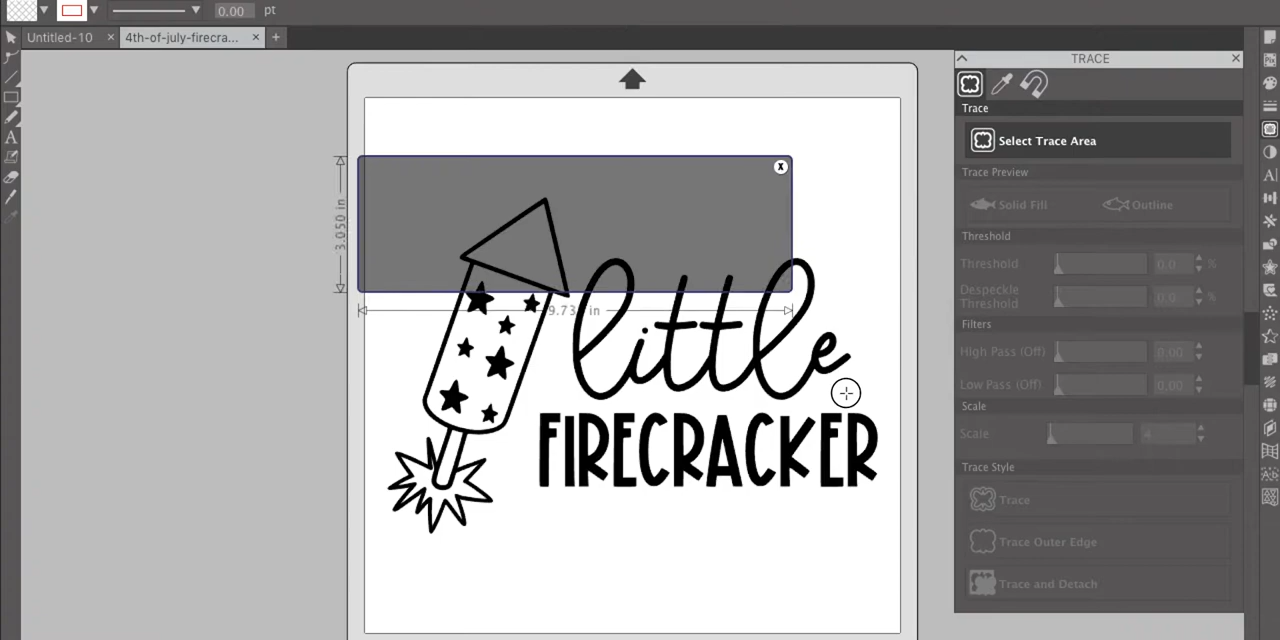 0.00 pt
Untitled-10 × 4th-of-july-firecra... × +
TRACE
Trace
Select Trace Area
Trace Preview
Solid Fill Outline
Threshold
Threshold 0.0 %
Despeckle Threshold 0.0 %
Filters
High Pass (Off) 0.00
Low Pass (Off) 0.00
Scale
Scale 4
Trace Style
Trace
Trace Outer Edge
Trace and Detach
X
3.050 in
in
little
FIRECRACKER